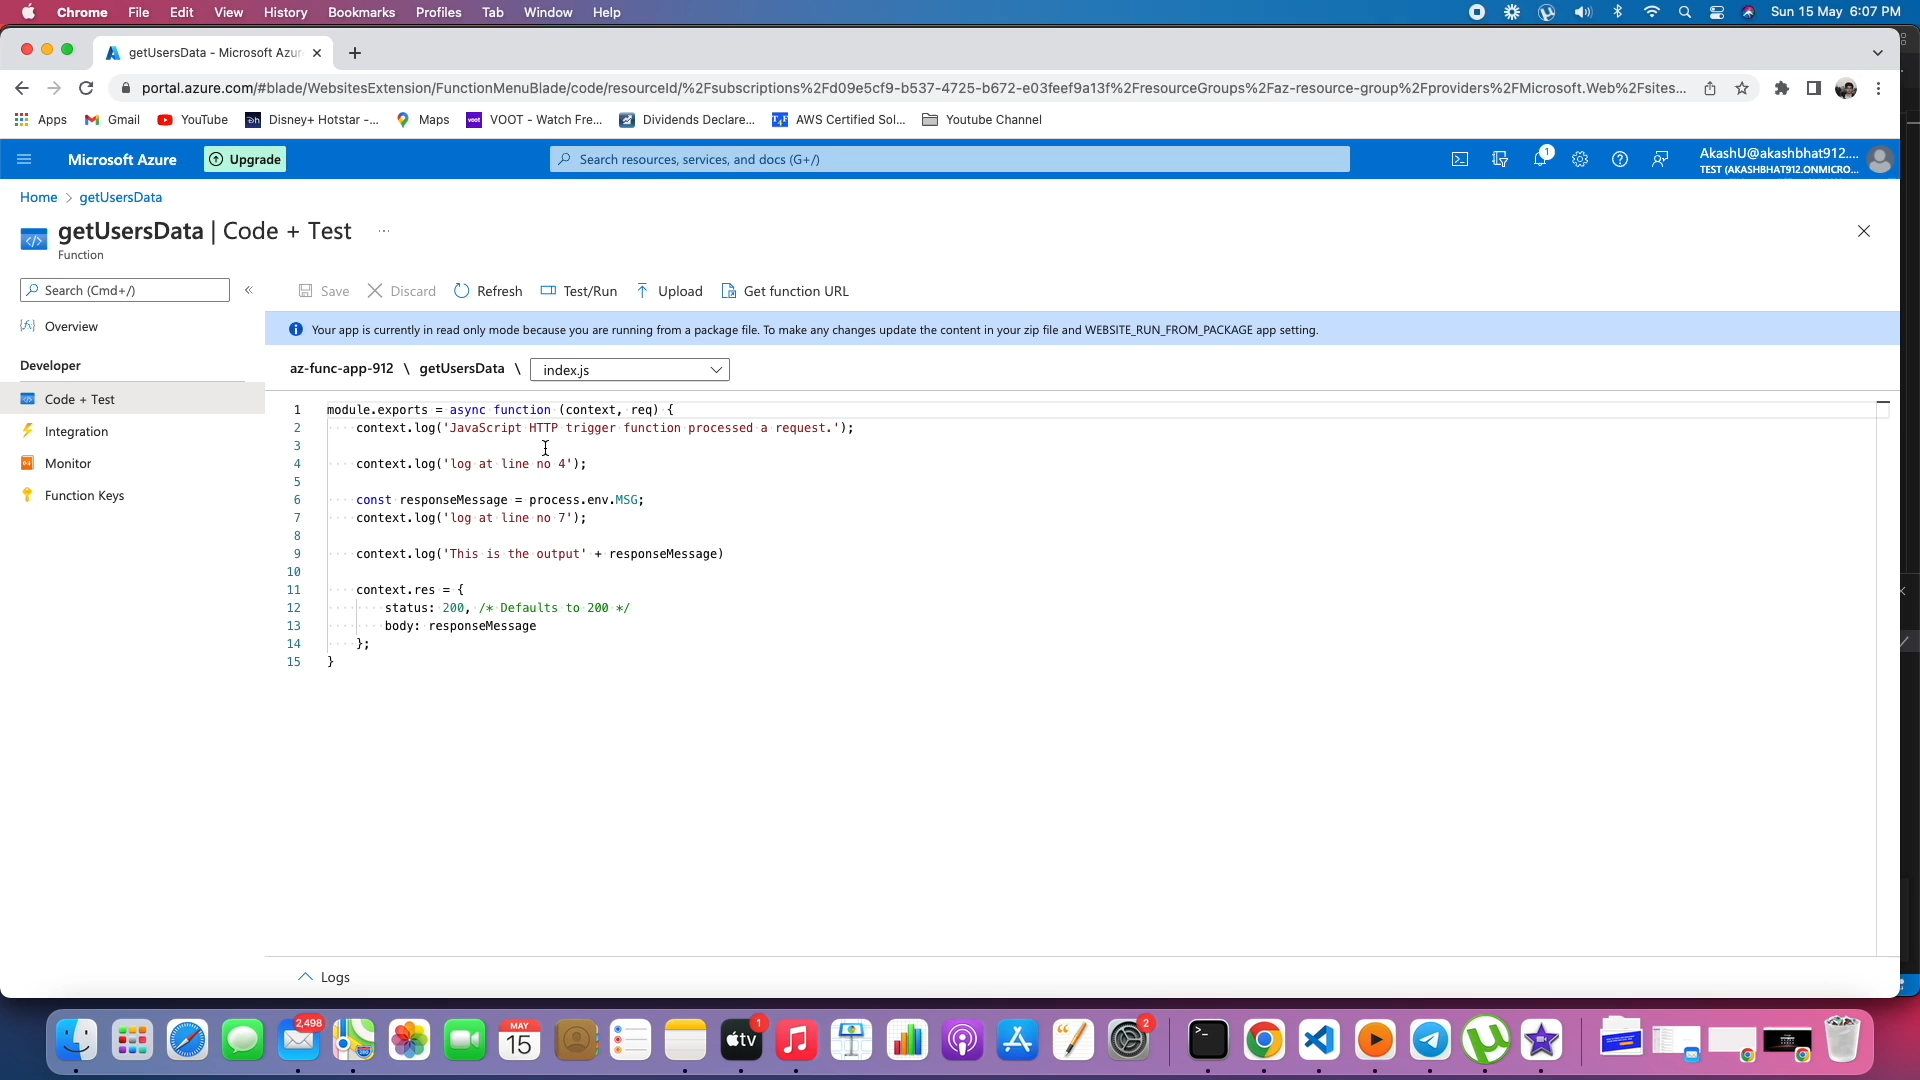 Chrome File Edit View History Bookmarks Profiles Tab Window Help Sun 15 May 6:07 PM
getUsersData - Microsoft Azur
portal.azure.com/#blade/WebsitesExtension/FunctionMenuBlade/code/resourceId/%2Fsubscriptions%2Fd09e5cf9-b537-4725-b672-e03feef9a13f%2FresourceGroups%2Faz-resource-group%2Fproviders%2FMicrosoft.Web%2Fsites...
Apps Gmail YouTube Disney+ Hotstar -... Maps VOOT - Watch Fre... Dividends Declare... AWS Certified Sol... Youtube Channel
Microsoft Azure Upgrade Search resources, services, and docs (G+/) 1 AkashU@akashbhat912....
TEST (AKASHBHAT912.ONMICRO...
Home > getUsersData
getUsersData | Code + Test ...
Function
Search (Cmd+/) «
Save Discard Refresh Test/Run Upload Get function URL
Overview
Developer
Code + Test
Integration
Monitor
Function Keys
Your app is currently in read only mode because you are running from a package file. To make any changes update the content in your zip file and WEBSITE_RUN_FROM_PACKAGE app setting.
az-func-app-912 \ getUsersData \ index.js
1 module.exports = async function (context, req) {
2 context.log('JavaScript HTTP trigger function processed a request.');
3
4 context.log('log at line no 4');
5
6 const responseMessage = process.env.MSG;
7 context.log('log at line no 7');
8
9 context.log('This is the output' + responseMessage)
10
11 context.res = {
12 status: 200, /* Defaults to 200 */
13 body: responseMessage
14 };
15 }
Logs
2,498
MAY
15
tv
1
2